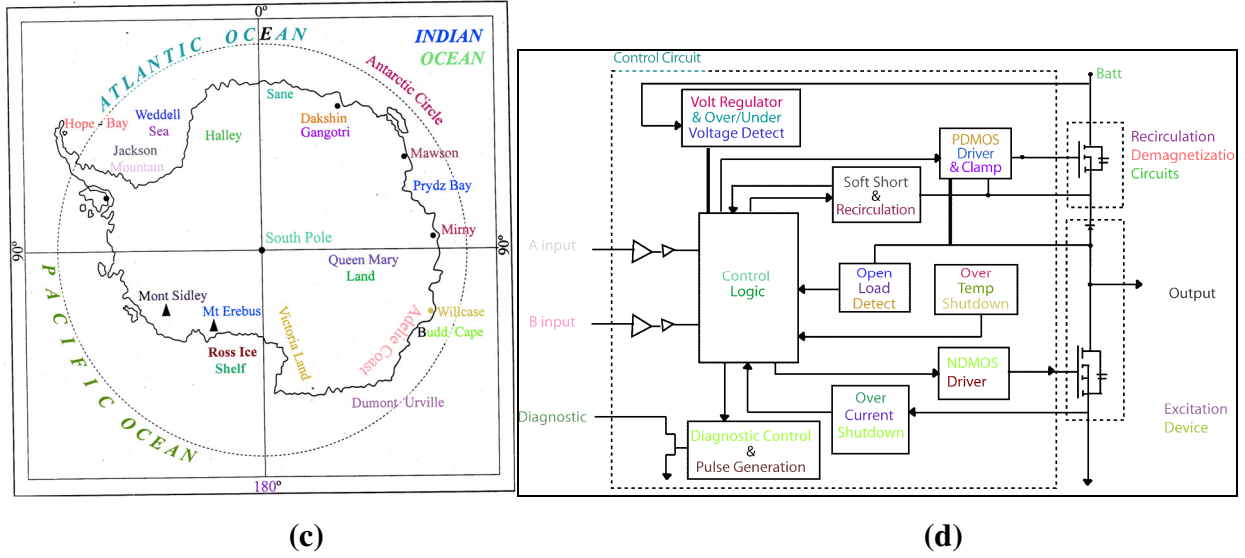 0°
ATLANTIC OCEAN
INDIAN
OCEAN
Antarctic Circle
Sane
Hope - Bay
Weddell
Sea
Dakshin
Gangotri
Halley
Jackson
Mountain
Mawson
Prydz Bay
South Pole
Mirny
90°
90°
Queen Mary
Land
PACIFIC OCEAN
Mont Sidley
Mt Erebus
Victoria Land
Adelie Coast
Wilkcase
Budd, Cape
Ross Ice
Shelf
Dumont, Urville
180°
(c)
Control Circuit
Batt
Volt Regulator
& Over/Under
Voltage Detect
PDMOS
Driver
& Clamp
Recirculation
Demagnetizatio
Circuits
Soft Short
&
Recirculation
A input
Control
Logic
Open
Load
Detect
Over
Temp
Shutdown
Output
B input
NDMOS
Driver
Over
Current
Shutdown
Excitation
Device
Diagnostic
Diagnostic Control
&
Pulse Generation
(d)